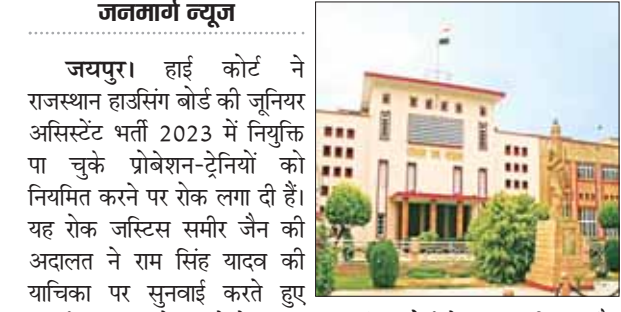 जनमार्ग न्यूज
जयपुर। हाई कोर्ट ने
राजस्थान हाउसिंग बोर्ड की जूनियर
असिस्टेंट भर्ती 2023 में नियुक्ति
पा चुके प्रोबेशन-ट्रेनियों को
नियमित करने पर रोक लगा दी हैं।
यह रोक जस्टिस समीर जैन की
अदालत ने राम सिंह यादव की
याचिका पर सुनवाई करते हुए